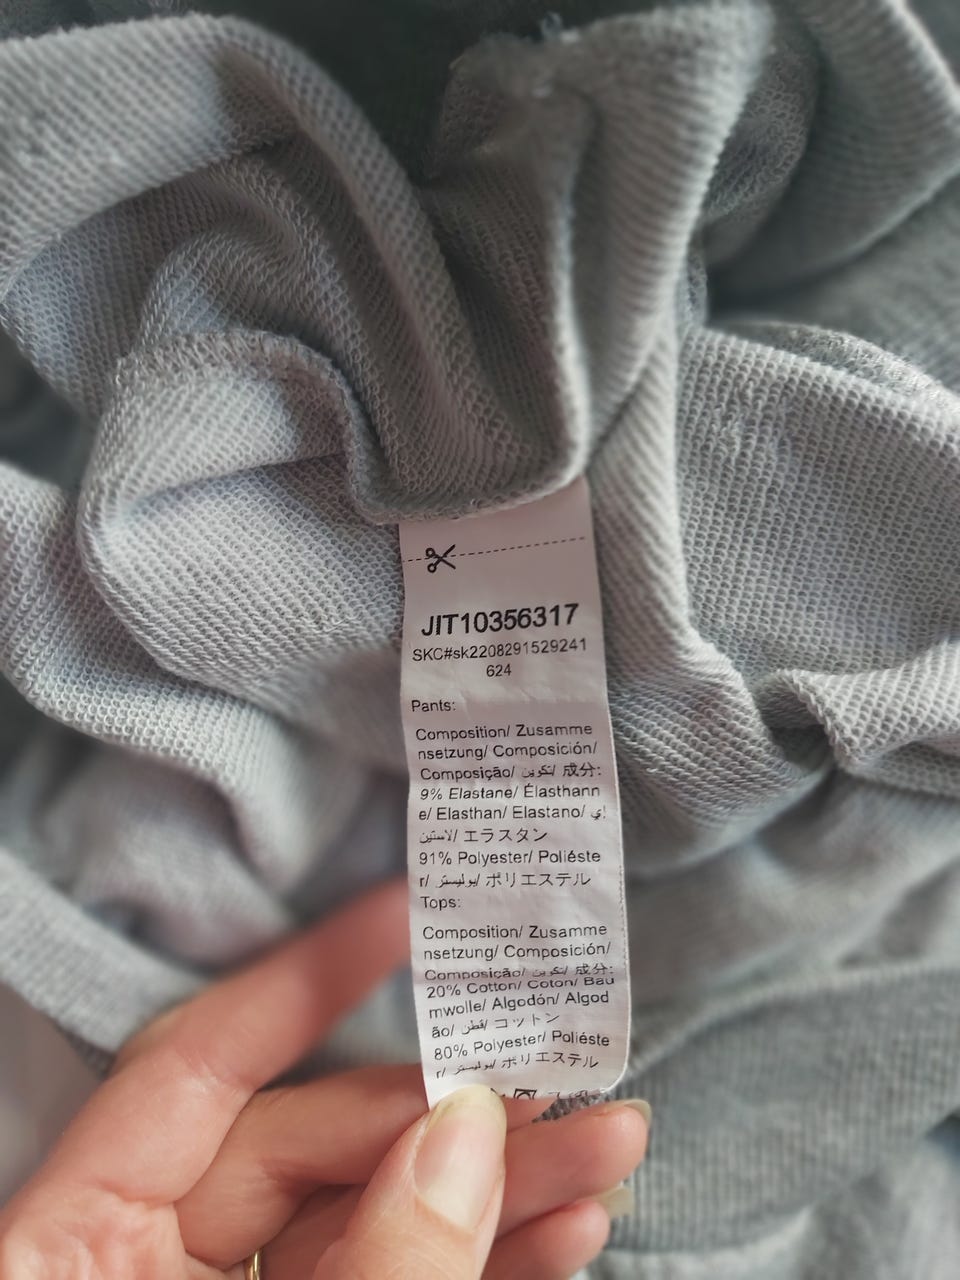 JIT10356317
SKC#sk2208291529241
624
Pants:
Composition/ Zusamme
nsetzung/ Composición/
Composição/ تكوين/ 成分:
9% Elastane/ Élasthann
e/ Elasthan/ Elastano/ إي
لاستين/ エラスタン
91% Polyester/ Polieste
r/ بوليستر/ ポリエステル
Tops:
Composition/ Zusamme
nsetzung/ Composición/
Composição/ تكوين/ 成分:
20% Cotton/ Coton/ Bau
mwolle/ Algodón/ Algod
ão/ قطن/ コットン
80% Polyester/ Poliéste
r/ بوليستر/ ポリエステル